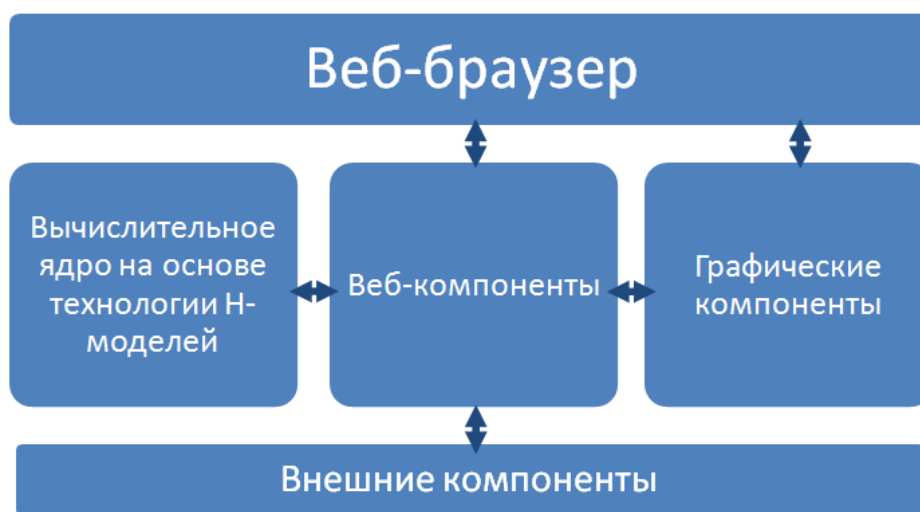 Веб-браузер
Вычислительное
ядро на основе
технологии Н-
моделей
Веб-компоненты
Графические
компоненты
Внешние компоненты